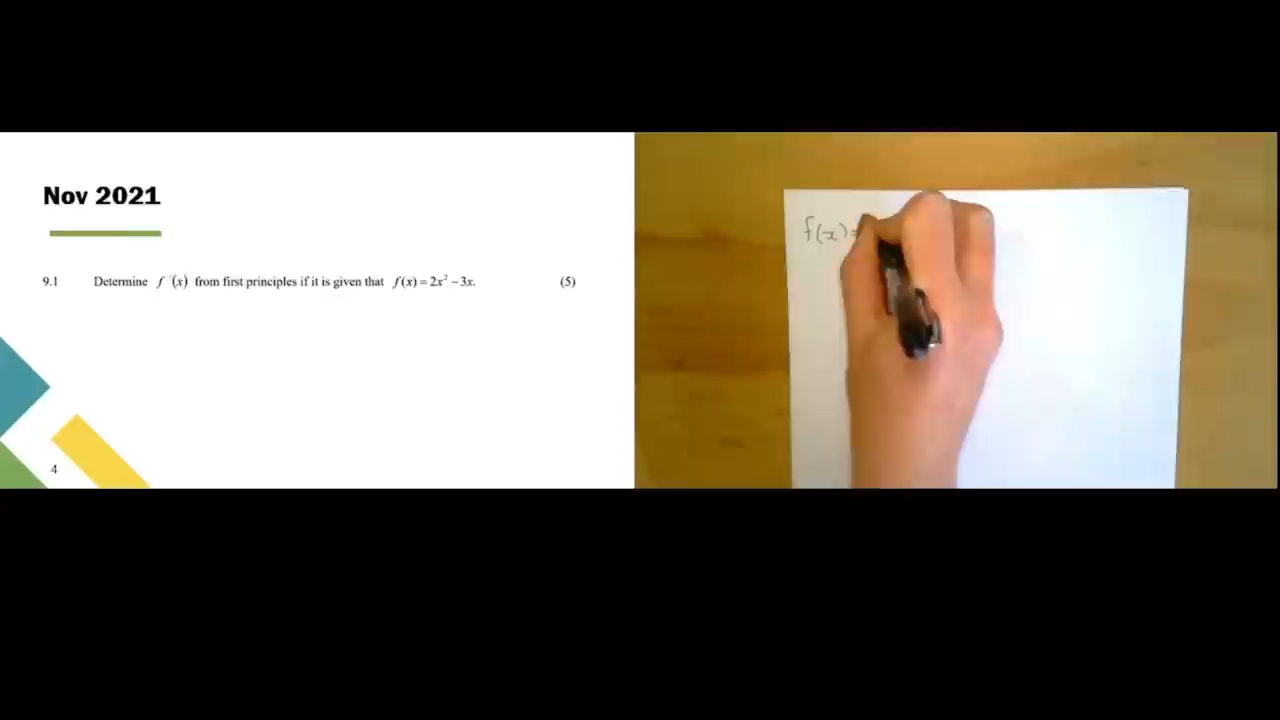 Nov 2021
9.1 Determine f ′(x) from first principles if it is given that f(x) = 2x² − 3x. (5)
4
f(x) =